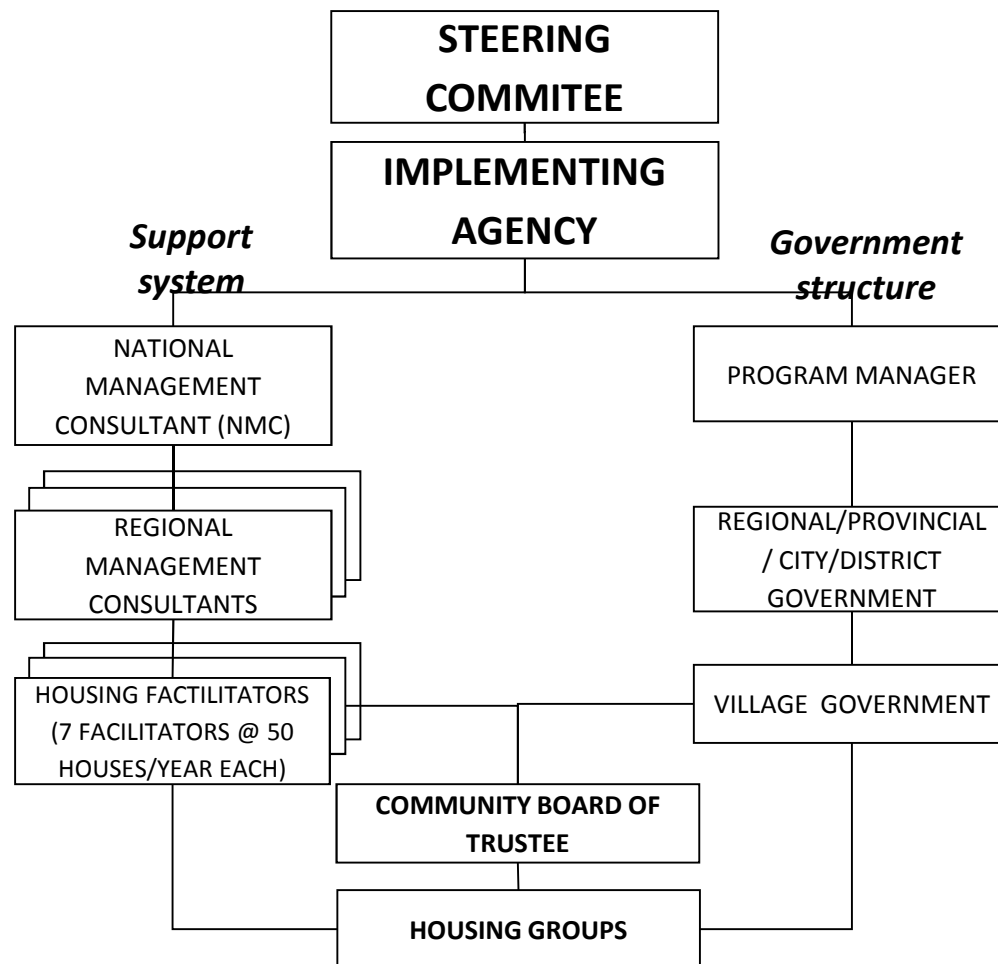 STEERING
COMMITEE
IMPLEMENTING
AGENCY
Support
system
Government
structure
NATIONAL
MANAGEMENT
CONSULTANT (NMC)
PROGRAM MANAGER
REGIONAL
MANAGEMENT
CONSULTANTS
REGIONAL/PROVINCIAL
/ CITY/DISTRICT
GOVERNMENT
HOUSING FACTILITATORS
(7 FACILITATORS @ 50
HOUSES/YEAR EACH)
VILLAGE GOVERNMENT
COMMUNITY BOARD OF
TRUSTEE
HOUSING GROUPS